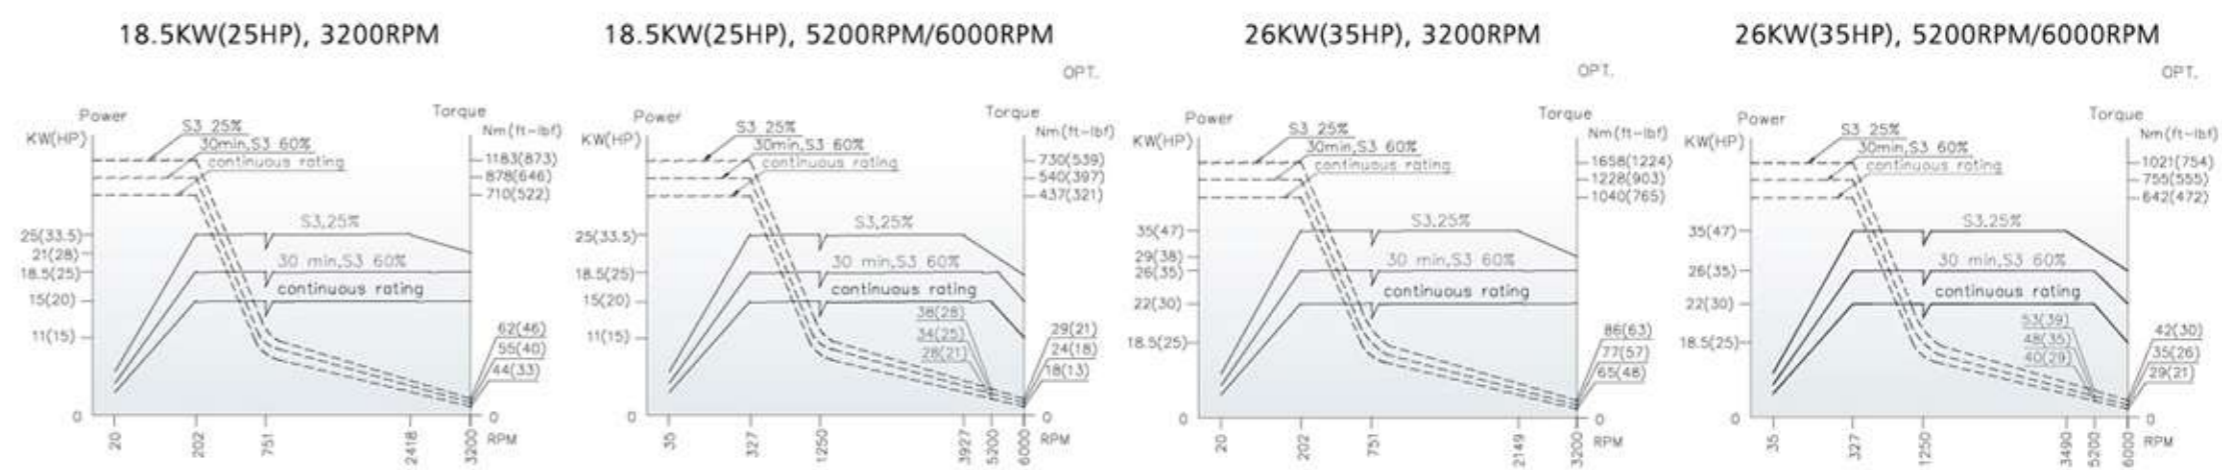 18.5KW(25HP), 3200RPM
Power
Torque
KW(HP)
Nm(ft-lbf)
S3 25%
30min,S3 60%
continuous rating
1183(873)
878(646)
710(522)
S3,25%
25(33.5)
21(28)
18.5(25)
30 min,S3 60%
15(20)
continuous rating
11(15)
62(46)
55(40)
44(33)
0
0
20
202
751
2418
3200
RPM
18.5KW(25HP), 5200RPM/6000RPM
OPT.
Power
Torque
KW(HP)
Nm(ft-lbf)
S3 25%
30min,S3 60%
continuous rating
730(539)
540(397)
437(321)
S3,25%
25(33.5)
18.5(25)
30 min,S3 60%
15(20)
continuous rating
11(15)
38(28)
34(25)
28(21)
29(21)
24(18)
18(13)
0
0
35
327
1250
3927
5200
6000
RPM
26KW(35HP), 3200RPM
OPT.
Power
Torque
KW(HP)
Nm(ft-lbf)
S3 25%
30min,S3 60%
continuous rating
1658(1224)
1228(903)
1040(765)
S3,25%
35(47)
29(38)
26(35)
30 min,S3 60%
22(30)
continuous rating
18.5(25)
86(63)
77(57)
65(48)
0
0
20
202
751
2149
3200
RPM
26KW(35HP), 5200RPM/6000RPM
OPT.
Power
Torque
KW(HP)
Nm(ft-lbf)
S3 25%
30min,S3 60%
continuous rating
1021(754)
755(555)
642(472)
S3,25%
35(47)
26(35)
30 min,S3 60%
22(30)
continuous rating
18.5(25)
53(39)
48(35)
40(29)
42(30)
35(26)
29(21)
0
0
35
327
1250
3490
5200
6000
RPM